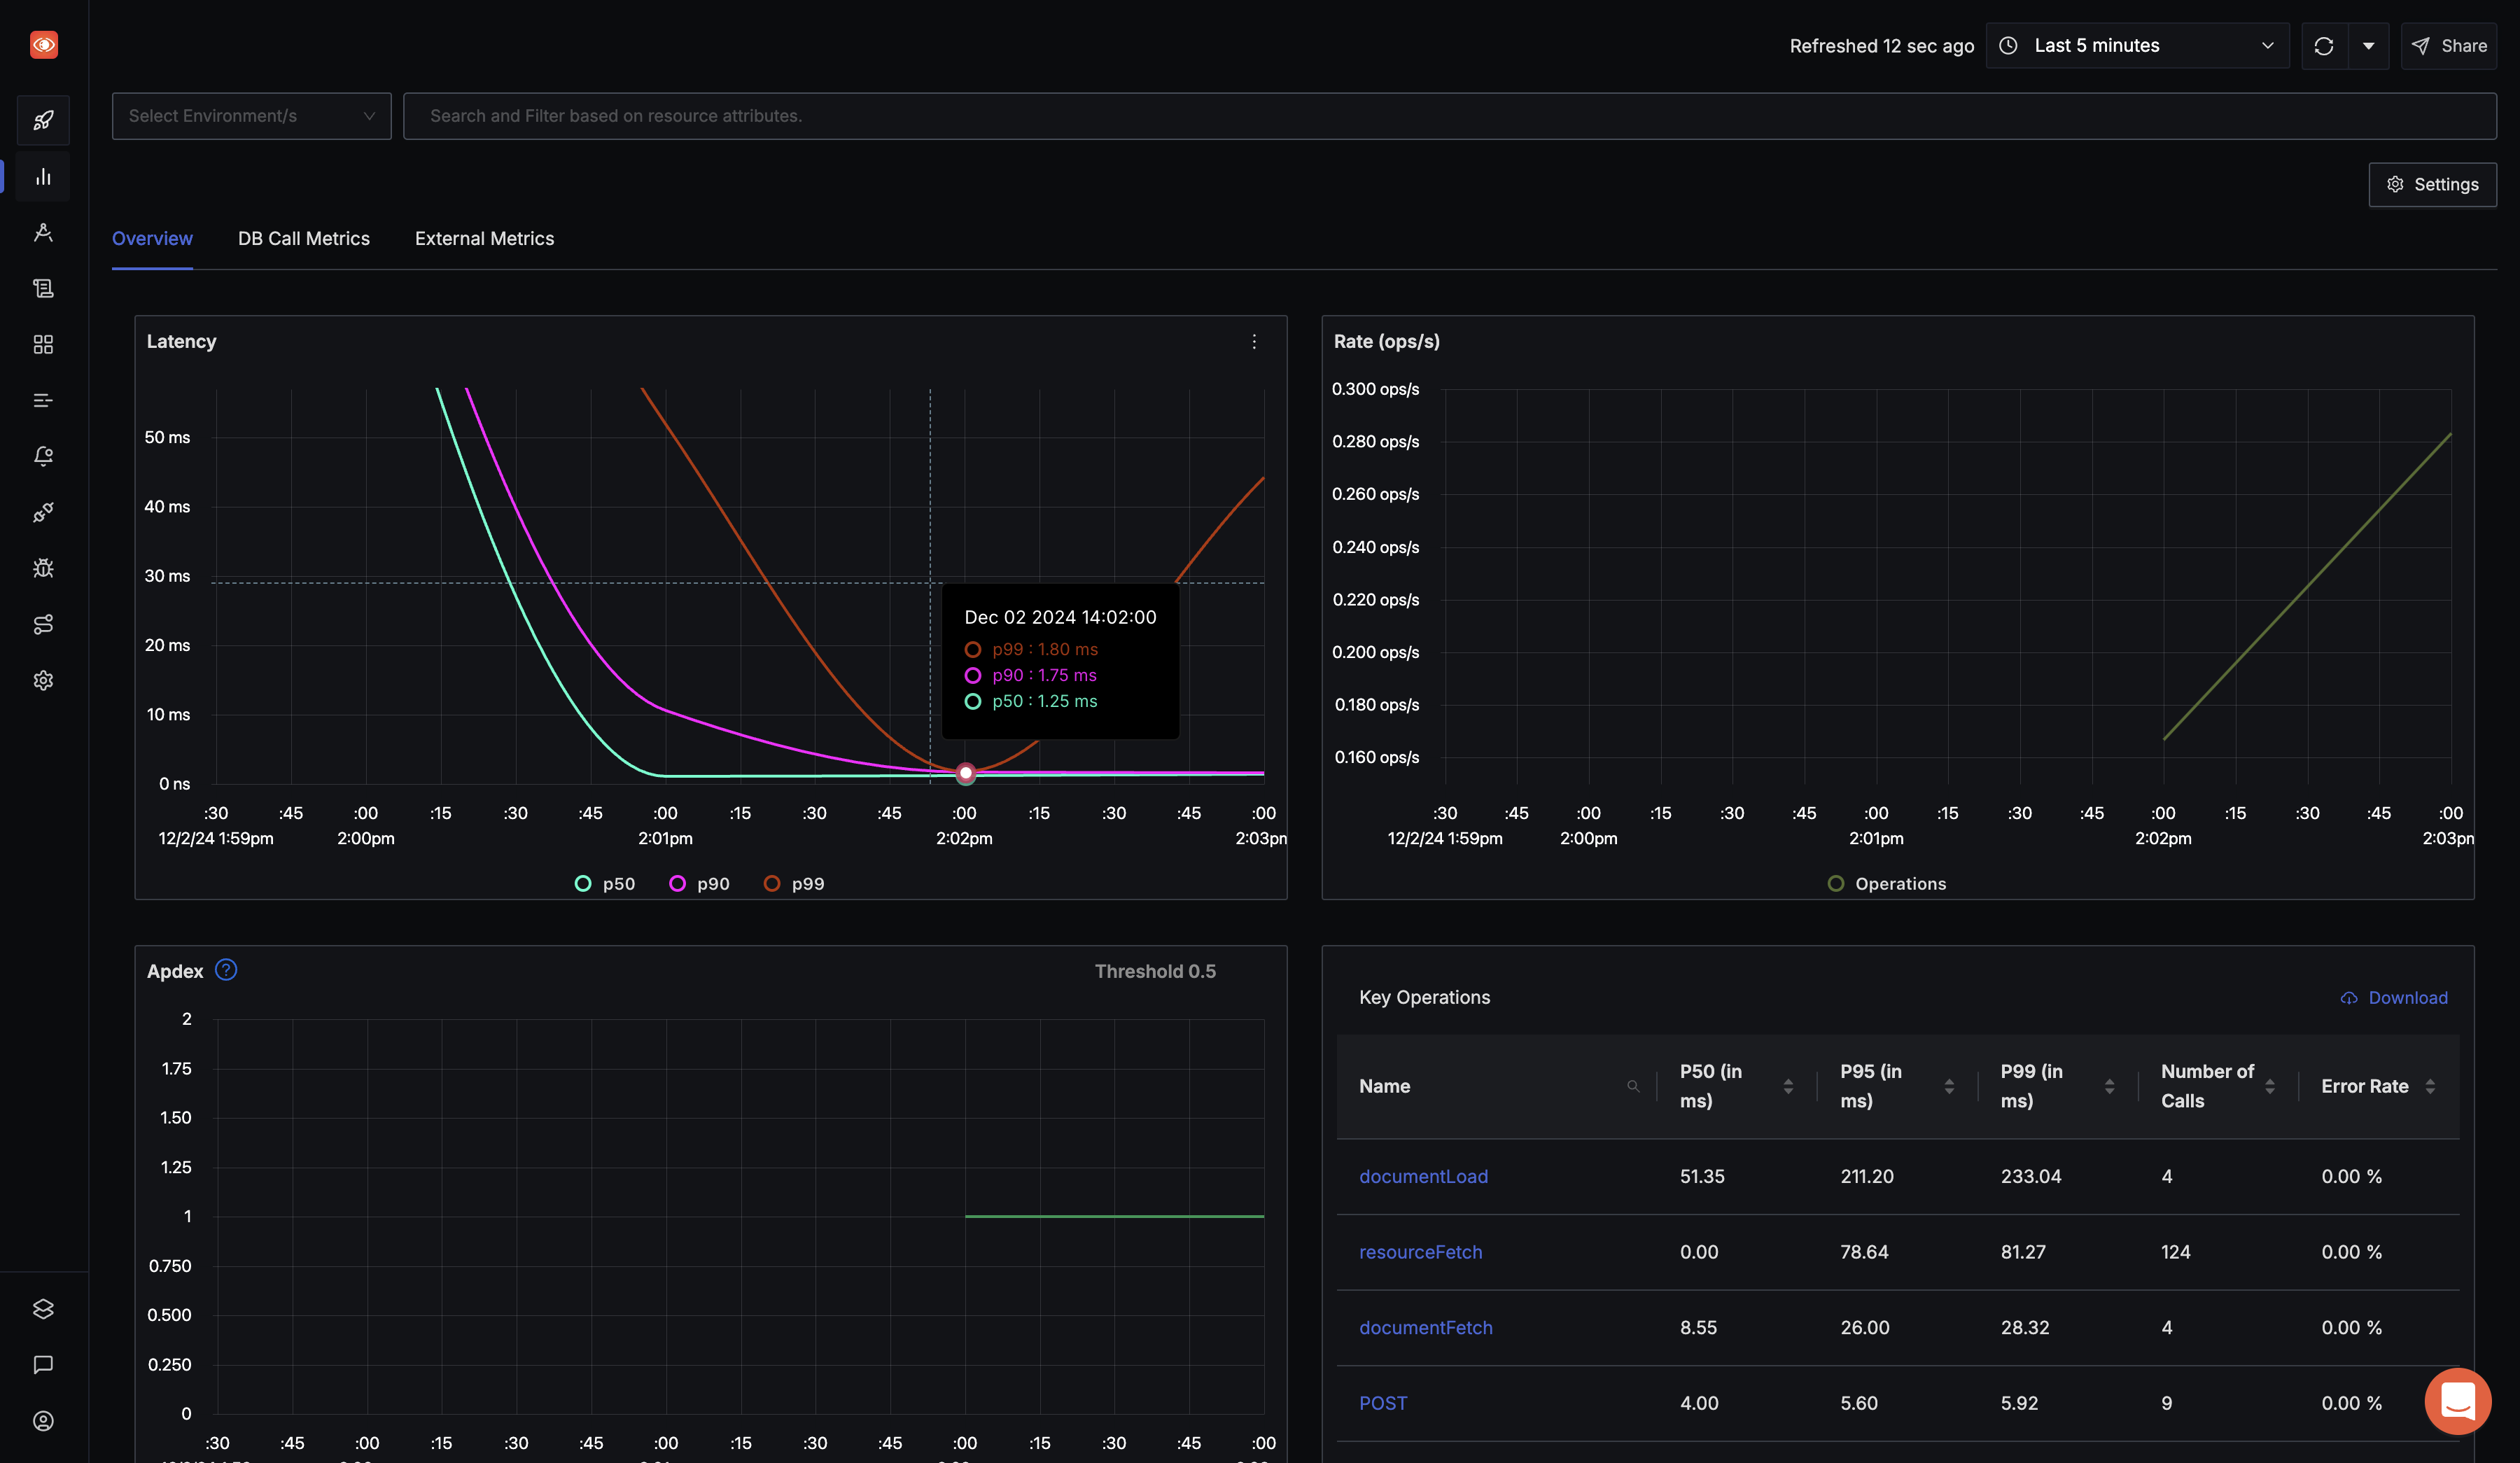 Refreshed 12 sec ago
Last 5 minutes
Share
Select Environment/s
Search and Filter based on resource attributes.
Settings
Overview
DB Call Metrics
External Metrics
Latency
50 ms
40 ms
30 ms
20 ms
10 ms
0 ns
Dec 02 2024 14:02:00
p99 : 1.80 ms
p90 : 1.75 ms
p50 : 1.25 ms
:30 :45 :00 :15 :30 :45 :00 :15 :30 :45 :00 :15 :30 :45 :00
12/2/24 1:59pm 2:00pm 2:01pm 2:02pm 2:03pm
p50 p90 p99
Rate (ops/s)
0.300 ops/s
0.280 ops/s
0.260 ops/s
0.240 ops/s
0.220 ops/s
0.200 ops/s
0.180 ops/s
0.160 ops/s
:30 :45 :00 :15 :30 :45 :00 :15 :30 :45 :00 :15 :30 :45 :00
12/2/24 1:59pm 2:00pm 2:01pm 2:02pm 2:03pm
Operations
Apdex
Threshold 0.5
2
1.75
1.50
1.25
1
0.750
0.500
0.250
0
:30 :45 :00 :15 :30 :45 :00 :15 :30 :45 :00 :15 :30 :45 :00
Key Operations
Download
Name P50 (in ms) P95 (in ms) P99 (in ms) Number of Calls Error Rate
documentLoad 51.35 211.20 233.04 4 0.00 %
resourceFetch 0.00 78.64 81.27 124 0.00 %
documentFetch 8.55 26.00 28.32 4 0.00 %
POST 4.00 5.60 5.92 9 0.00 %